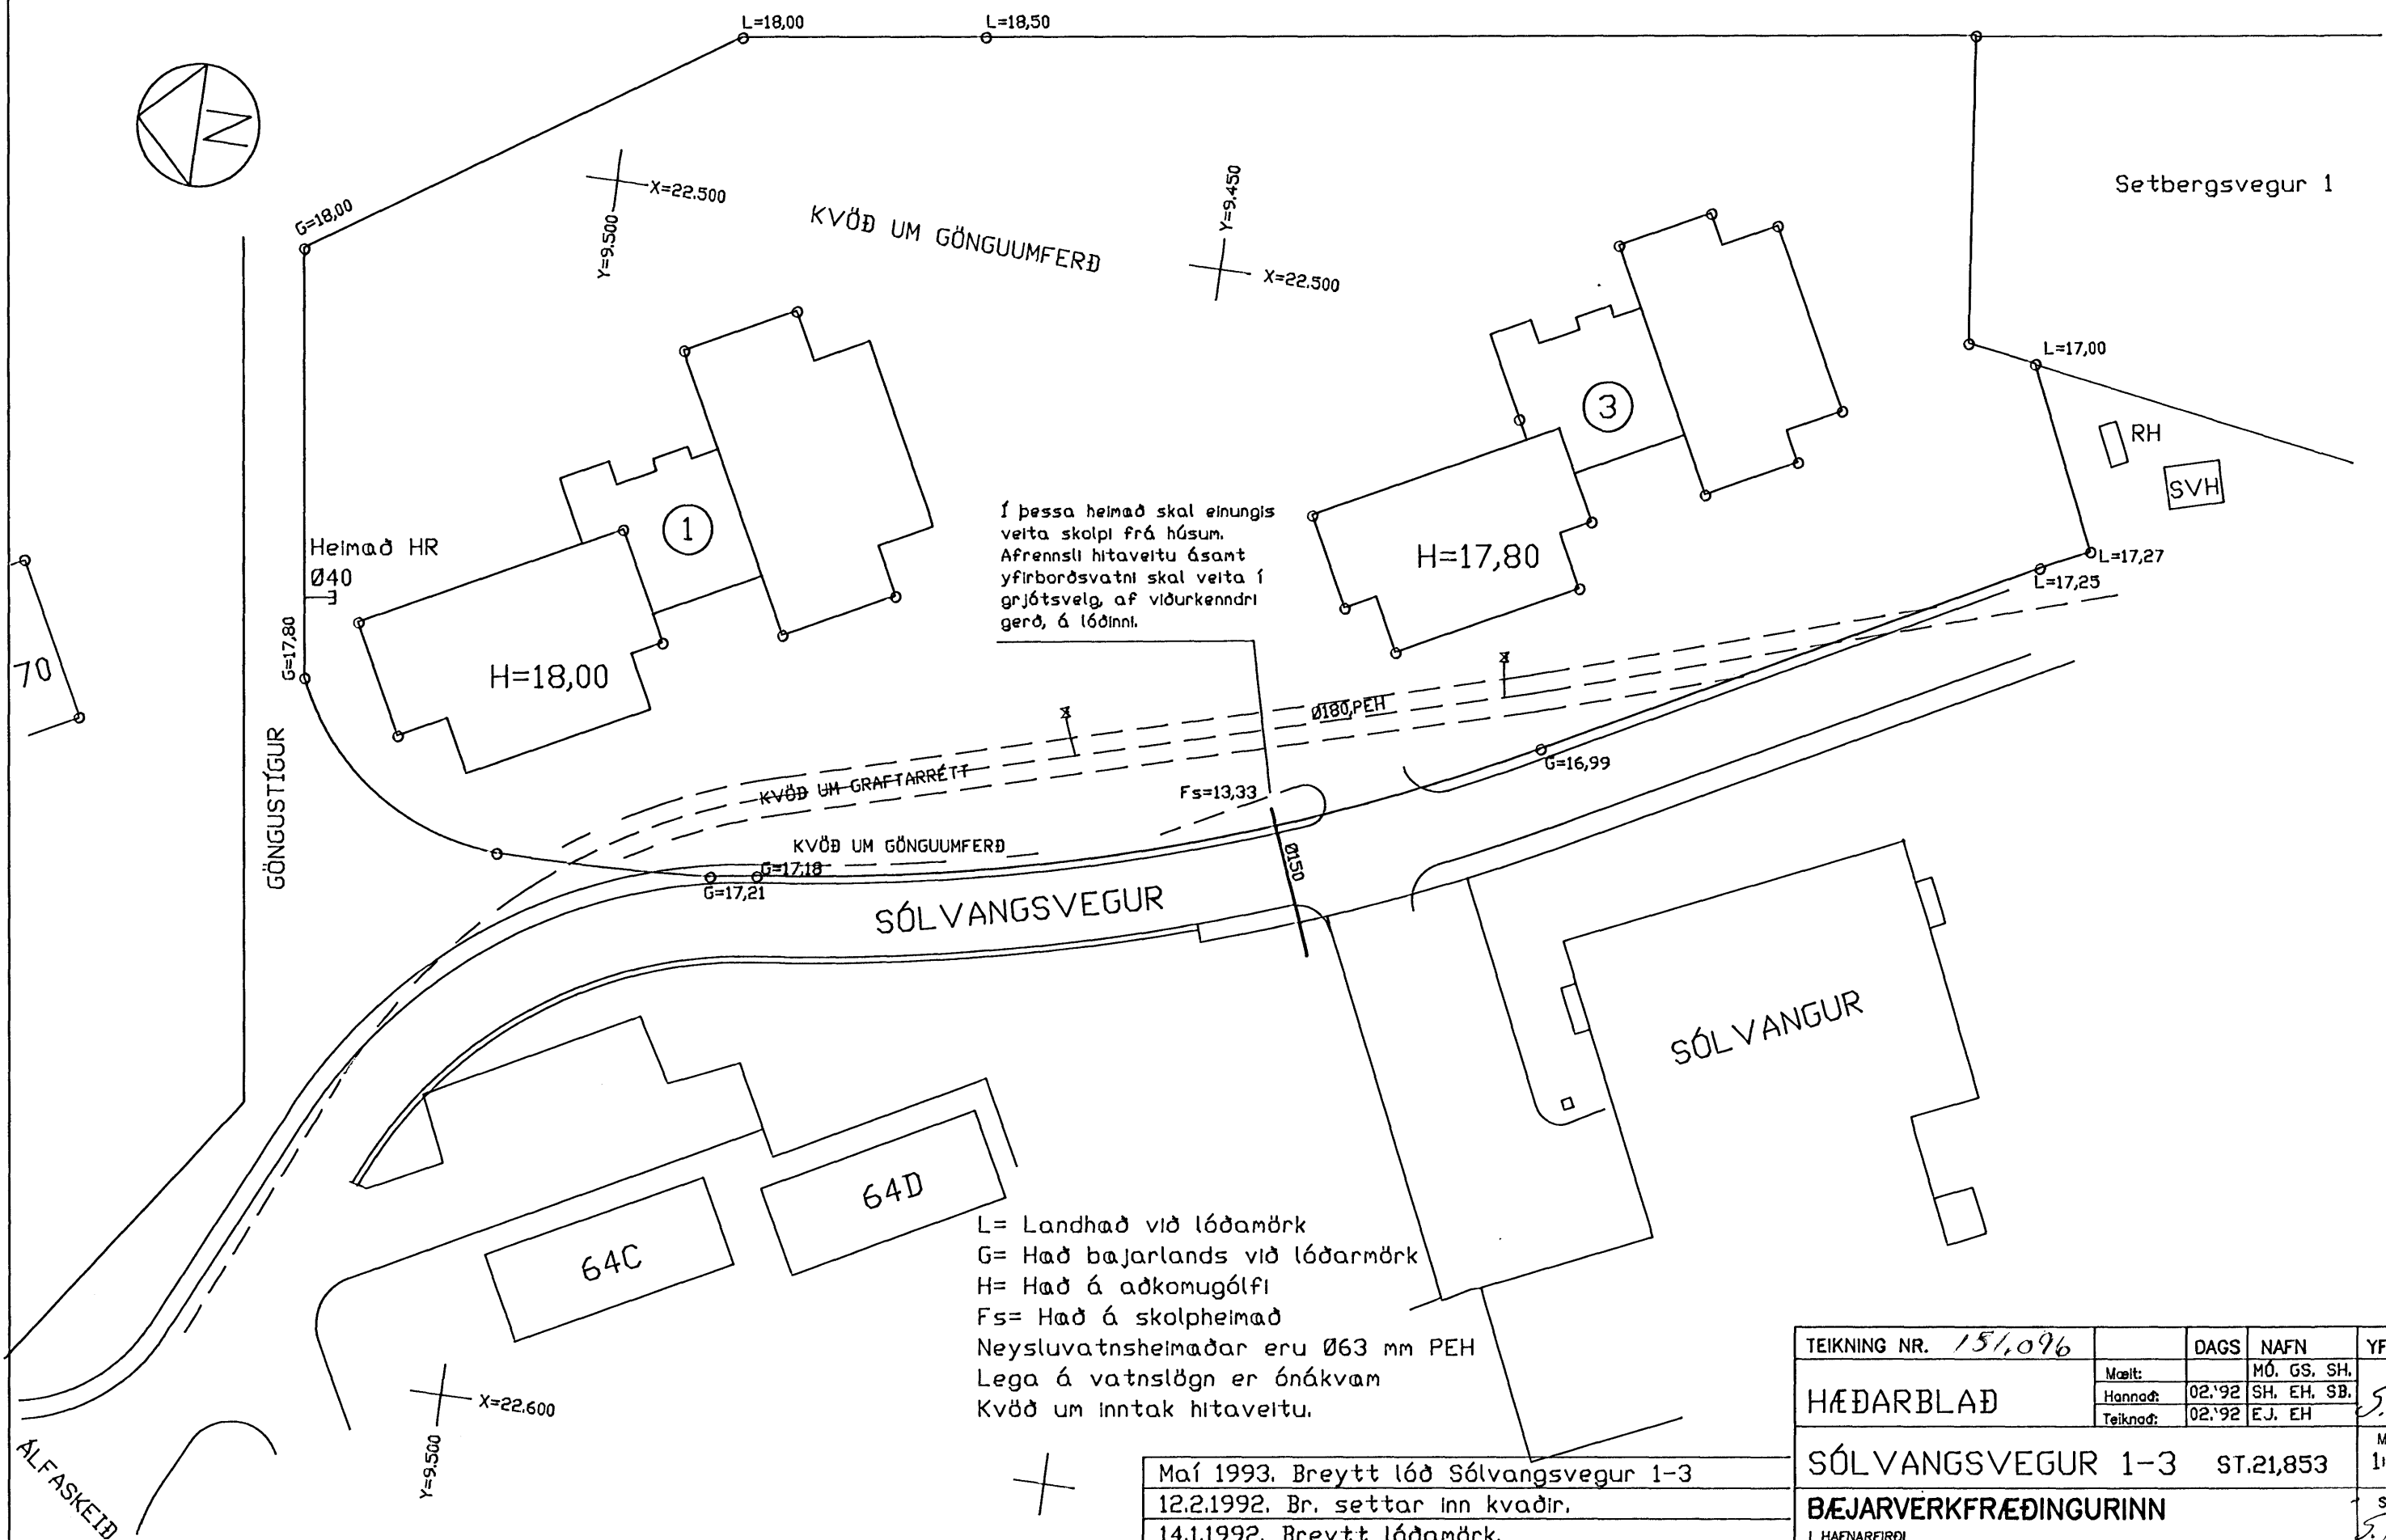 L=18,00
L=18,50
N
G=18,00
X=22.500
Y=9.500
KVÖÐ UM GÖNGUUMFERÐ
Y=9.450
X=22.500
Setbergsvegur 1
L=17,00
RH
SVH
L=17,27
L=17,25
3
H=17,80
1
H=18,00
Heimæð HR
Ø40
G=17,80
70
GÖNGUSTÍGUR
Í þessa heimæð skal einungis
veita skolpi frá húsum.
Afrennsli hitaveitu ásamt
yfirborðsvatni skal veita í
grjótsvelg, af viðurkenndri
gerð, á lóðinni.
Ø180,PEH
KVÖÐ UM GRAFTARRÉTT
Fs=13,33
G=16,99
KVÖÐ UM GÖNGUUMFERÐ
G=17,18
G=17,21
Ø150
SÓLVANGSVEGUR
SÓLVANGUR
64D
64C
L= Landhæð við lóðamörk
G= Hæð bæjarlands við lóðarmörk
H= Hæð á aðkomugólfi
Fs= Hæð á skolpheimæð
Neysluvatnsheimæðar eru Ø63 mm PEH
Lega á vatnslögn er ónákvæm
Kvöð um inntak hitaveitu.
X=22.600
Y=9.500
ÁLFASKEIÐ
Maí 1993. Breytt lóð Sólvangsvegur 1-3
12.2.1992. Br. settar inn kvaðir.
14.1.1992. Breytt lóðamörk.
TEIKNING NR. 151,096
DAGS NAFN YF
Mælt: MÓ. GS. SH.
HÆÐARBLAÐ
Hannað: 02.'92 SH. EH. SB.
Teiknað: 02.'92 EJ. EH
SÓLVANGSVEGUR 1-3 ST.21,853
BÆJARVERKFRÆÐINGURINN
Í HAFNARFIRÐI